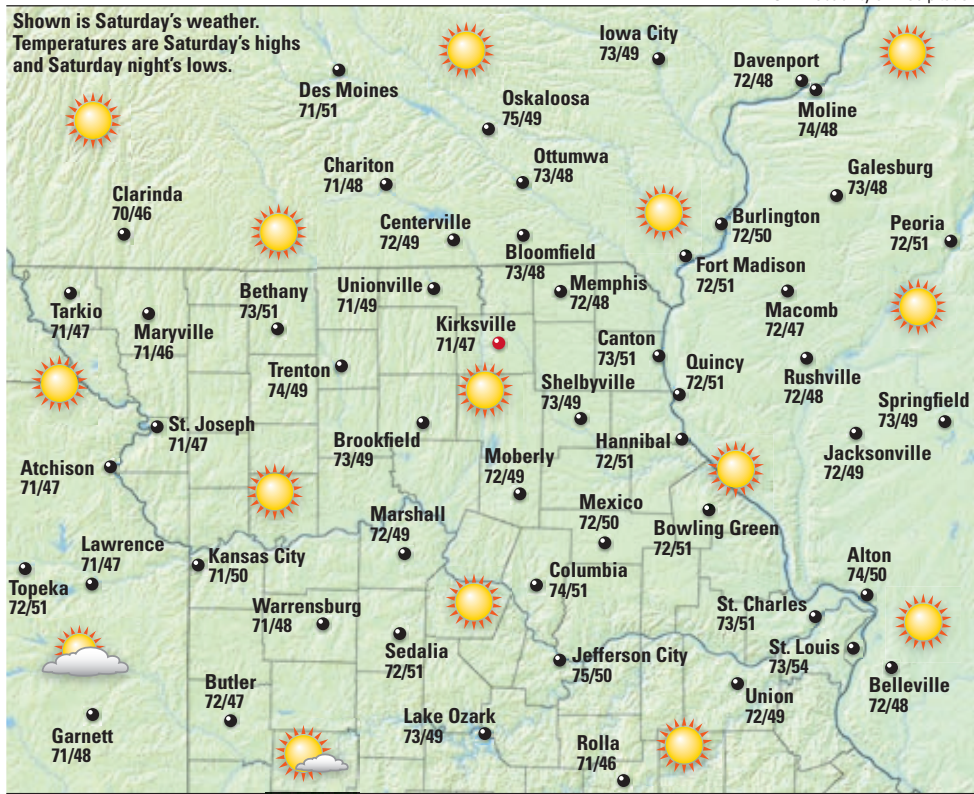 Shown is Saturday's weather.
Temperatures are Saturday's highs
and Saturday night's lows.
Iowa City
73/49
Davenport
72/48
Des Moines
71/51
Moline
74/48
Oskaloosa
75/49
Ottumwa
73/48
Chariton
71/48
Galesburg
73/48
Clarinda
70/46
Centerville
72/49
Burlington
72/50
Peoria
72/51
Bloomfield
73/48
Fort Madison
72/51
Unionville
71/49
Memphis
72/48
Bethany
73/51
Tarkio
71/47
Maryville
71/46
Macomb
72/47
Kirksville
71/47
Canton
73/51
Quincy
72/51
Trenton
74/49
Rushville
72/48
Shelbyville
73/49
Springfield
73/49
St. Joseph
71/47
Brookfield
73/49
Hannibal
72/51
Jacksonville
72/49
Atchison
71/47
Moberly
72/49
Mexico
72/50
Marshall
72/49
Bowling Green
72/51
Lawrence
71/47
Kansas City
71/50
Alton
74/50
Columbia
74/51
Topeka
72/51
Warrensburg
71/48
St. Charles
73/51
Sedalia
72/51
Jefferson City
75/50
St. Louis
73/54
Butler
72/47
Belleville
72/48
Union
72/49
Lake Ozark
73/49
Garnett
71/48
Rolla
71/46